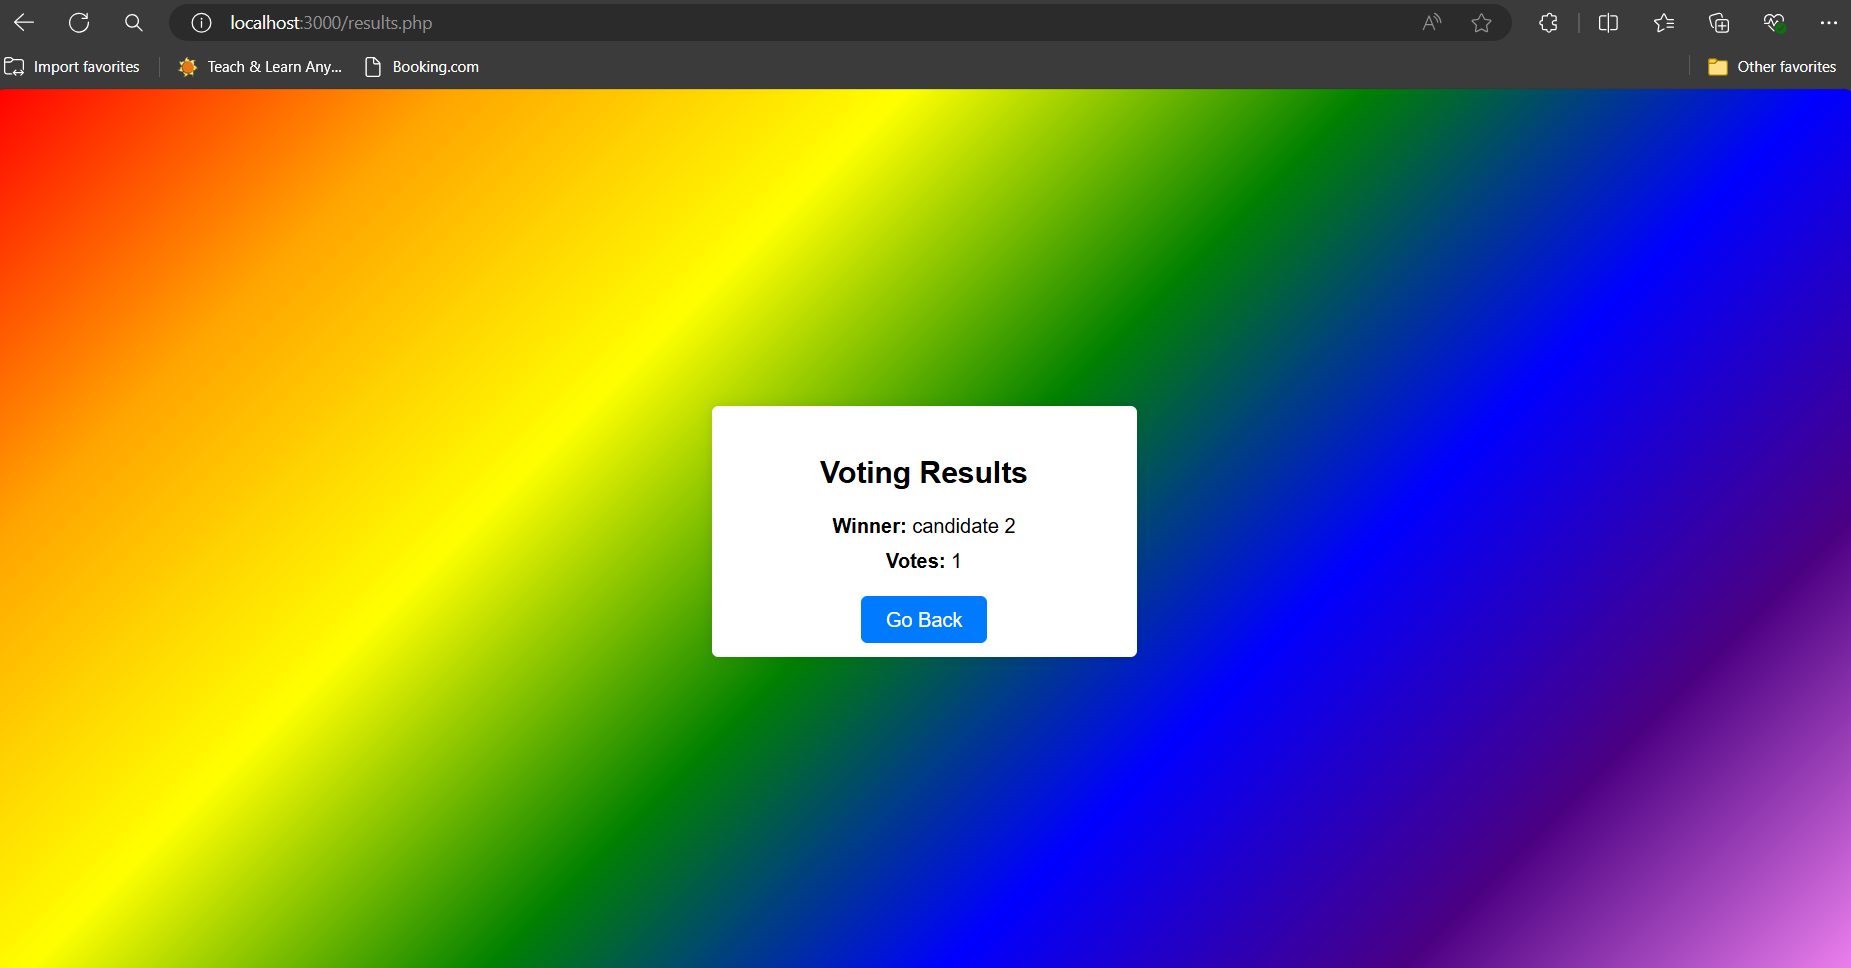 localhost:3000/results.php
Import favorites
Teach & Learn Any...
Booking.com
Other favorites
Voting Results
Winner: candidate 2
Votes: 1
Go Back